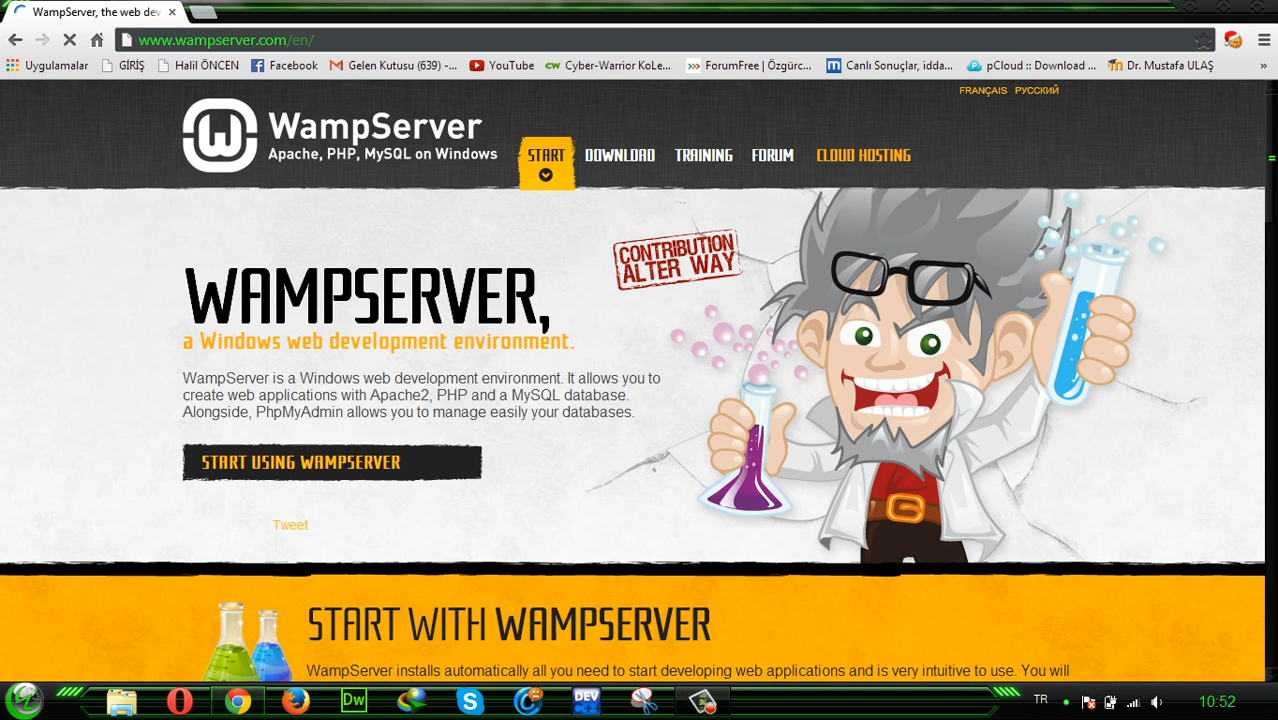 WampServer, the web dev
www.wampserver.com/en/
Uygulamalar
GİRİŞ
Halil ÖNCEN
Facebook
Gelen Kutusu (639) -...
YouTube
CW
Cyber-Warrior KoLe...
ForumFree | Özgürc...
Canlı Sonuçlar, idda...
pCloud :: Download ...
Dr. Mustafa ULAŞ
»
FRANÇAIS РУССКИЙ
WampServer
Apache, PHP, MySQL on Windows
START
DOWNLOAD
TRAINING
FORUM
CLOUD HOSTING
CONTRIBUTION
ALTER WAY
WAMPSERVER,
a Windows web development environment.
WampServer is a Windows web development environment. It allows you to
create web applications with Apache2, PHP and a MySQL database.
Alongside, PhpMyAdmin allows you to manage easily your databases.
START USING WAMPSERVER
Tweet
START WITH WAMPSERVER
WampServer installs automatically all you need to start developing web applications and is very intuitive to use. You will
Dw
DEV
C++
TR
10:52